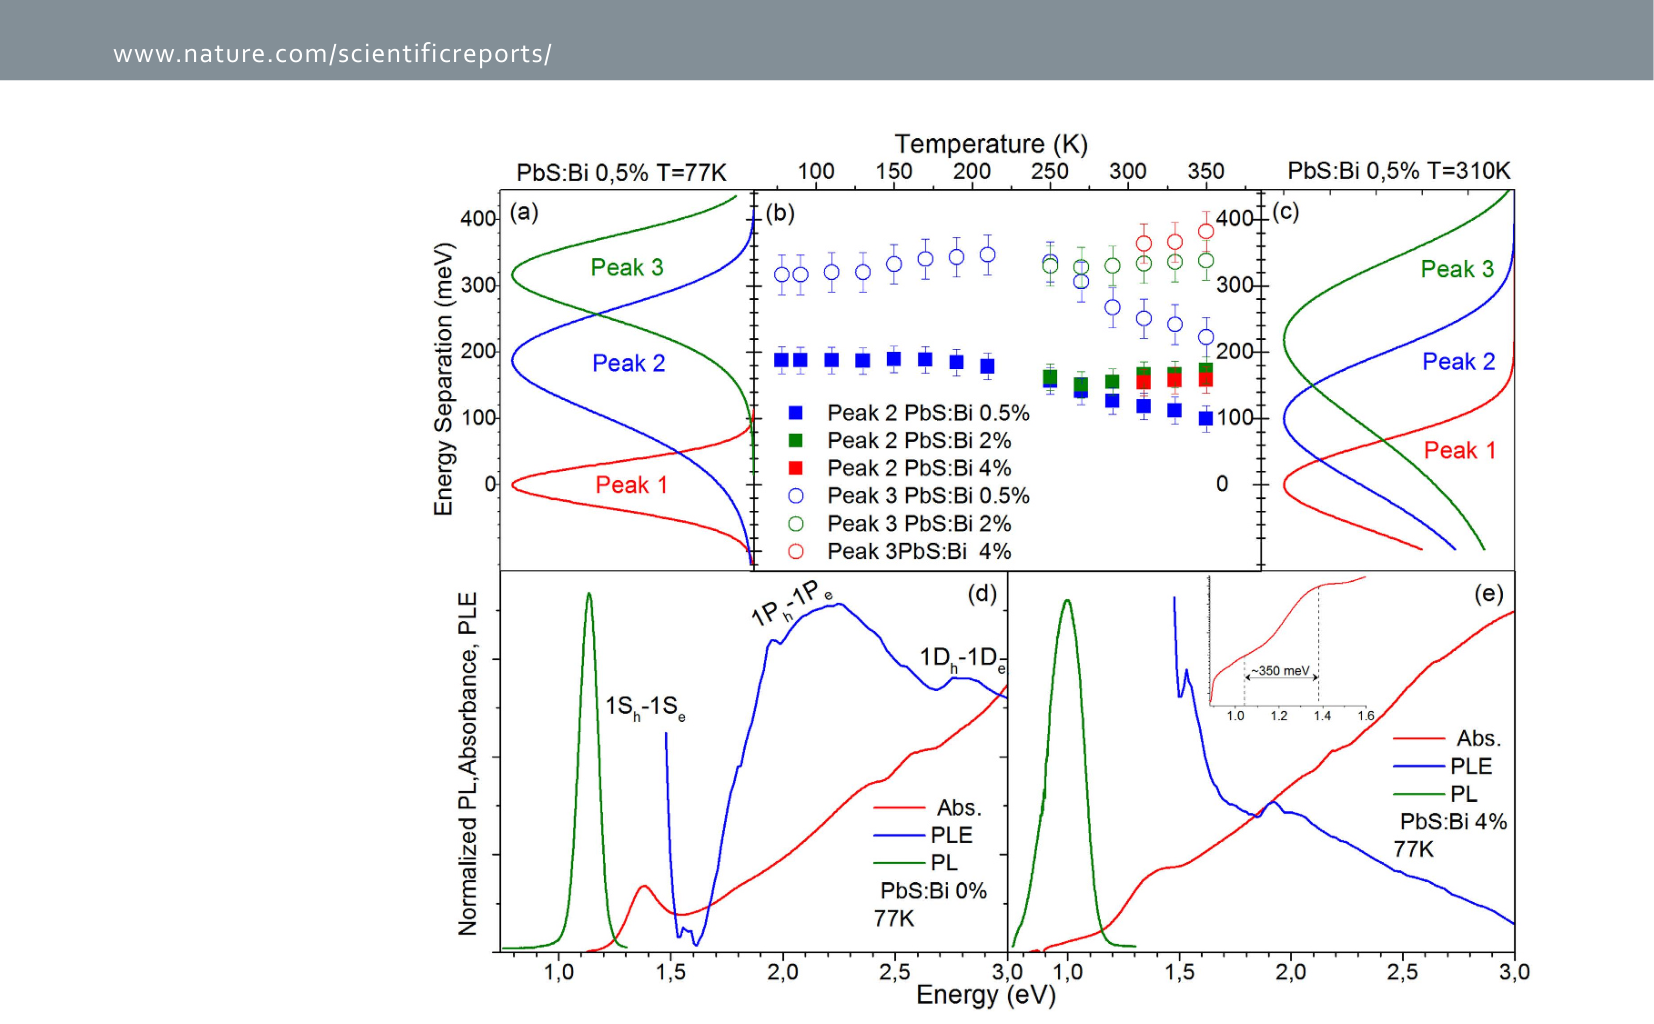 www.nature.com/scientificreports/
Temperature (K)
PbS:Bi 0,5% T=77K
100 150 200 250 300 350
PbS:Bi 0,5% T=310K
(a)
(b)
(c)
Energy Separation (meV)
400
300
200
100
0
400
300
200
100
0
Peak 3
Peak 2
Peak 1
Peak 2 PbS:Bi 0.5%
Peak 2 PbS:Bi 2%
Peak 2 PbS:Bi 4%
Peak 3 PbS:Bi 0.5%
Peak 3 PbS:Bi 2%
Peak 3PbS:Bi 4%
Peak 3
Peak 2
Peak 1
Normalized PL,Absorbance, PLE
(d)
1Sh-1Se
1Ph-1Pe
1Dh-1De
Abs.
PLE
PL
PbS:Bi 0%
77K
(e)
~350 meV
1.0 1.2 1.4 1.6
Abs.
PLE
PL
PbS:Bi 4%
77K
1,0 1,5 2,0 2,5 3,0 1,0 1,5 2,0 2,5 3,0
Energy (eV)